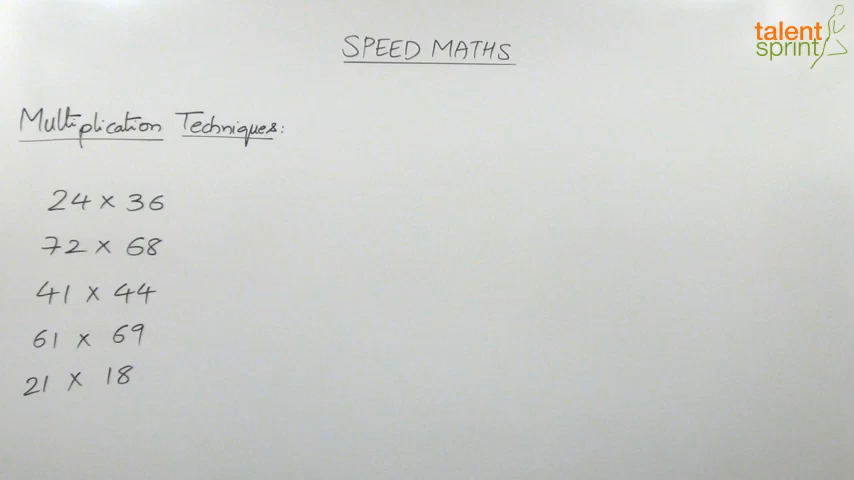 SPEED MATHS
talent
sprint
Multiplication Techniques:
24 × 36
72 × 68
41 × 44
61 × 69
21 × 18